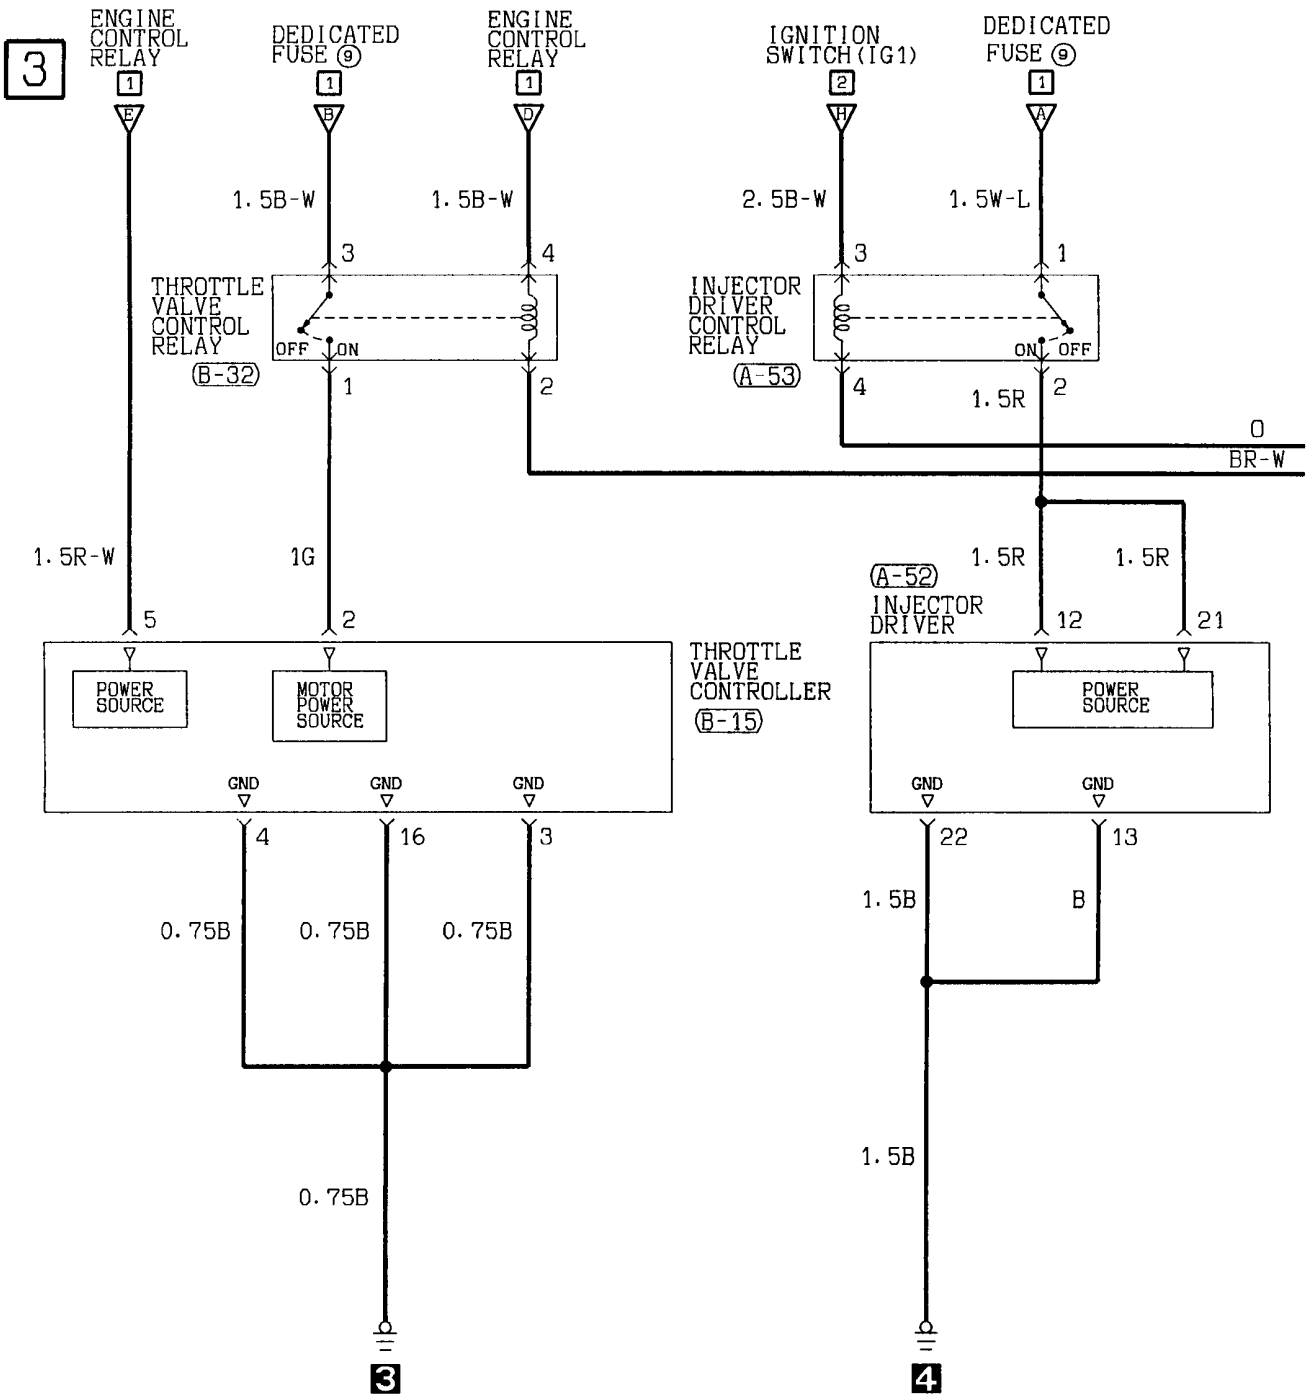 3
ENGINE
CONTROL
RELAY
1
E
DEDICATED
FUSE ⑨
1
B
ENGINE
CONTROL
RELAY
1
D
IGNITION
SWITCH(IG1)
2
H
DEDICATED
FUSE ⑨
1
A
1.5B-W
1.5B-W
2.5B-W
1.5W-L
3
4
3
1
THROTTLE
VALVE
CONTROL
RELAY
B-32
OFF
ON
INJECTOR
DRIVER
CONTROL
RELAY
A-53
ON
OFF
1
2
4
2
1.5R
O
BR-W
1.5R-W
1G
1.5R
1.5R
A-52
INJECTOR
DRIVER
5
2
12
21
POWER
SOURCE
MOTOR
POWER
SOURCE
THROTTLE
VALVE
CONTROLLER
B-15
POWER
SOURCE
GND
GND
GND
GND
GND
4
16
3
22
13
0.75B
0.75B
0.75B
1.5B
B
0.75B
1.5B
3
4